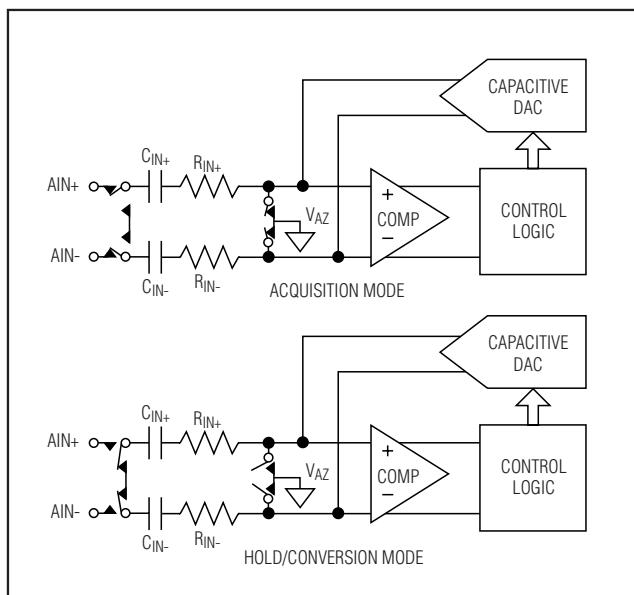 CAPACITIVE
DAC
CIN+
RIN+
AIN+
VAZ
+
COMP
−
CONTROL
LOGIC
AIN-
CIN-
RIN-
ACQUISITION MODE
CAPACITIVE
DAC
CIN+
RIN+
AIN+
VAZ
+
COMP
−
CONTROL
LOGIC
AIN-
CIN-
RIN-
HOLD/CONVERSION MODE